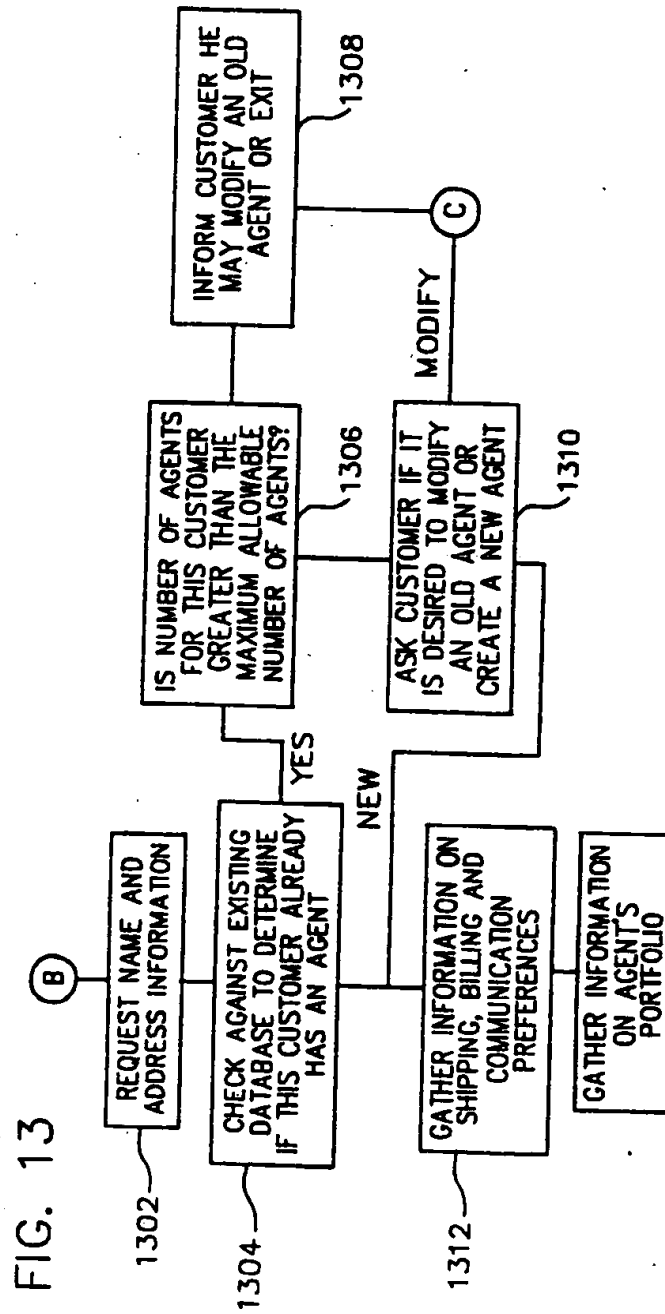 FIG. 13
B
REQUEST NAME AND
ADDRESS INFORMATION
1302
CHECK AGAINST EXISTING
DATABASE TO DETERMINE
IF THIS CUSTOMER ALREADY
HAS AN AGENT
1304
YES
IS NUMBER OF AGENTS
FOR THIS CUSTOMER
GREATER THAN THE
MAXIMUM ALLOWABLE
NUMBER OF AGENTS?
1306
INFORM CUSTOMER HE
MAY MODIFY AN OLD
AGENT OR EXIT
1308
NEW
ASK CUSTOMER IF IT
IS DESIRED TO MODIFY
AN OLD AGENT OR
CREATE A NEW AGENT
1310
MODIFY
C
GATHER INFORMATION ON
SHIPPING, BILLING AND
COMMUNICATION
PREFERENCES
1312
GATHER INFORMATION
ON AGENT'S
PORTFOLIO